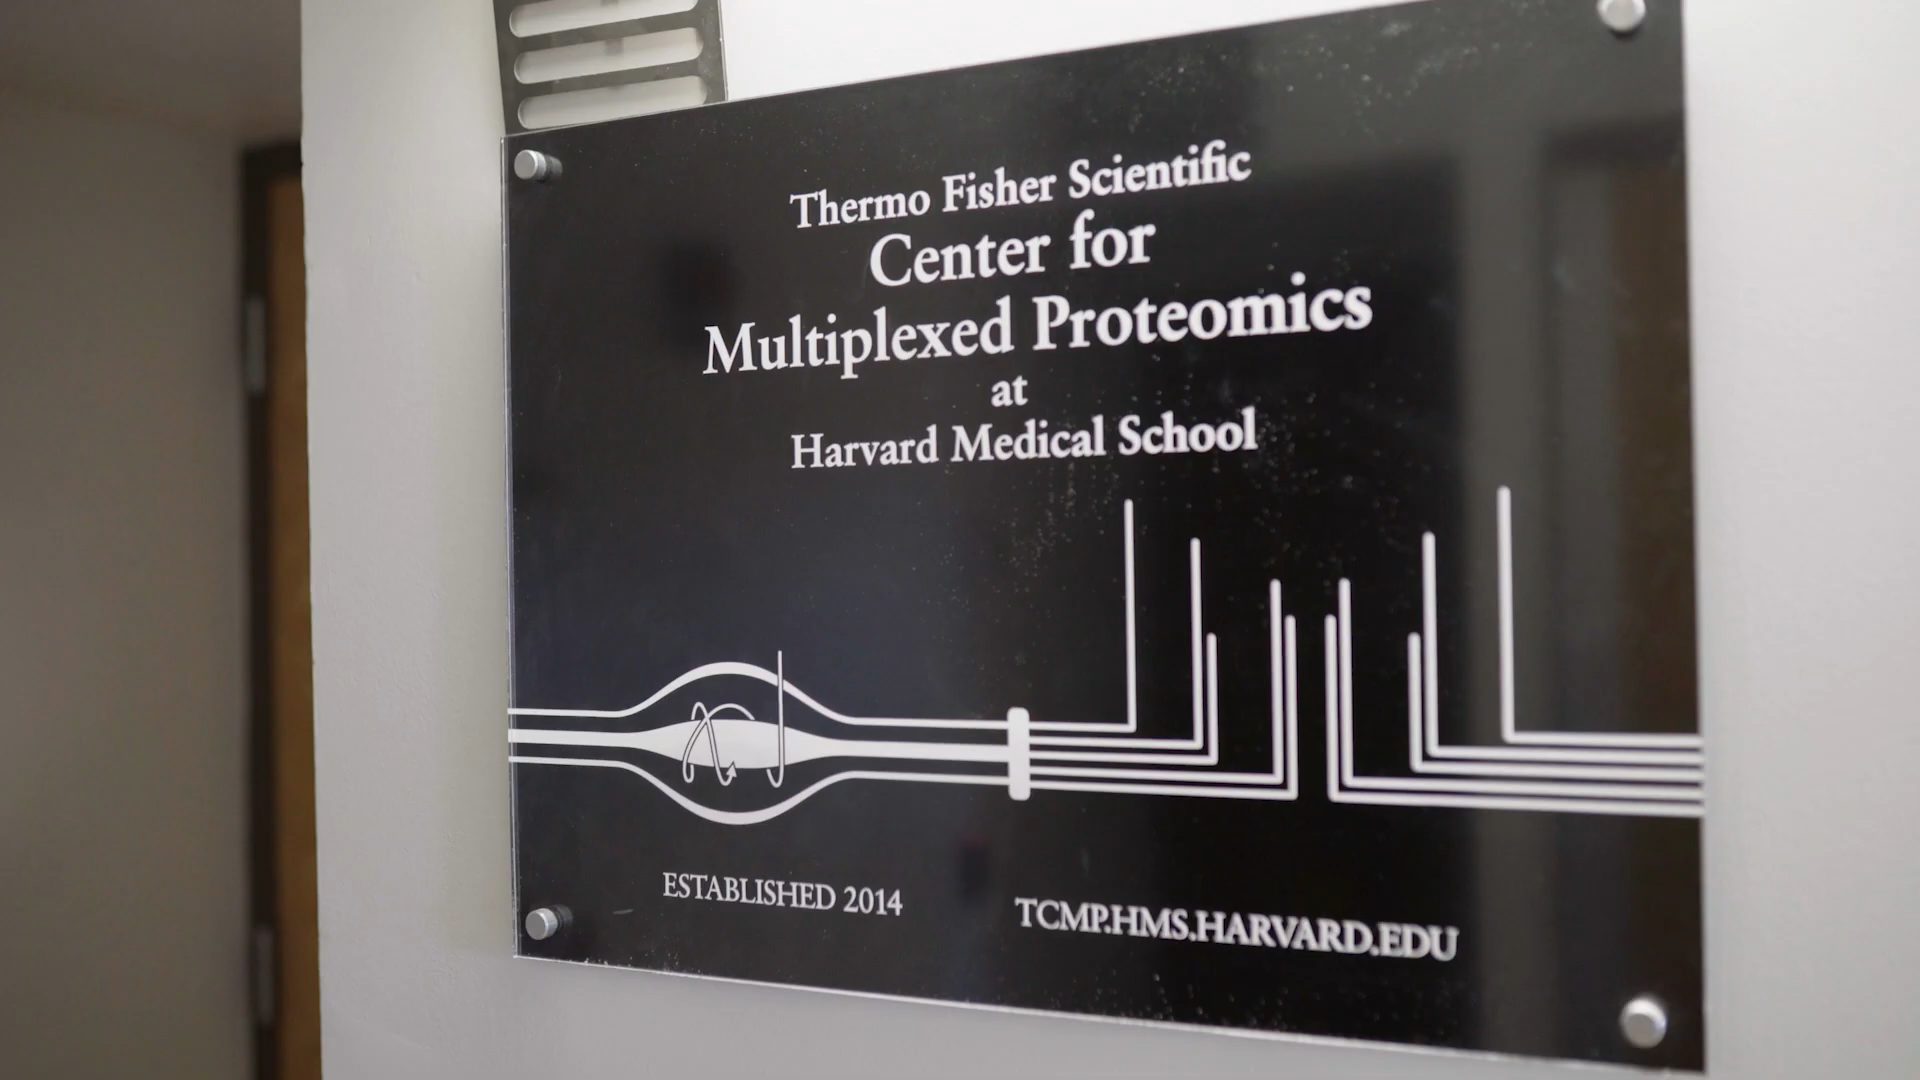 Thermo Fisher Scientific
Center for
Multiplexed Proteomics
at
Harvard Medical School
ESTABLISHED 2014
TCMP.HMS.HARVARD.EDU